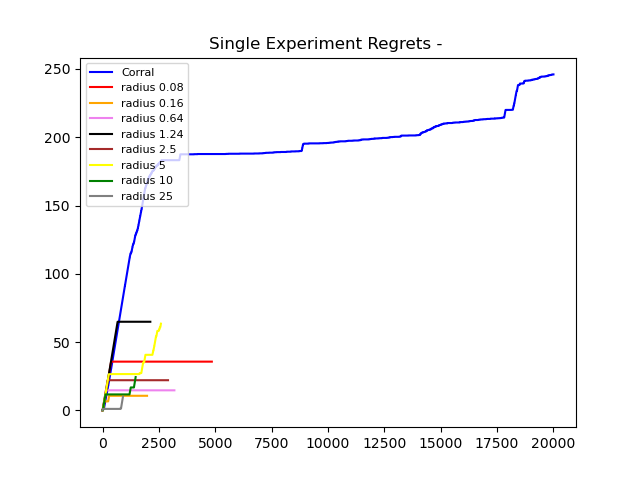 Single Experiment Regrets -
250
200
150
100
50
0
Corral
radius 0.08
radius 0.16
radius 0.64
radius 1.24
radius 2.5
radius 5
radius 10
radius 25
0 2500 5000 7500 10000 12500 15000 17500 20000